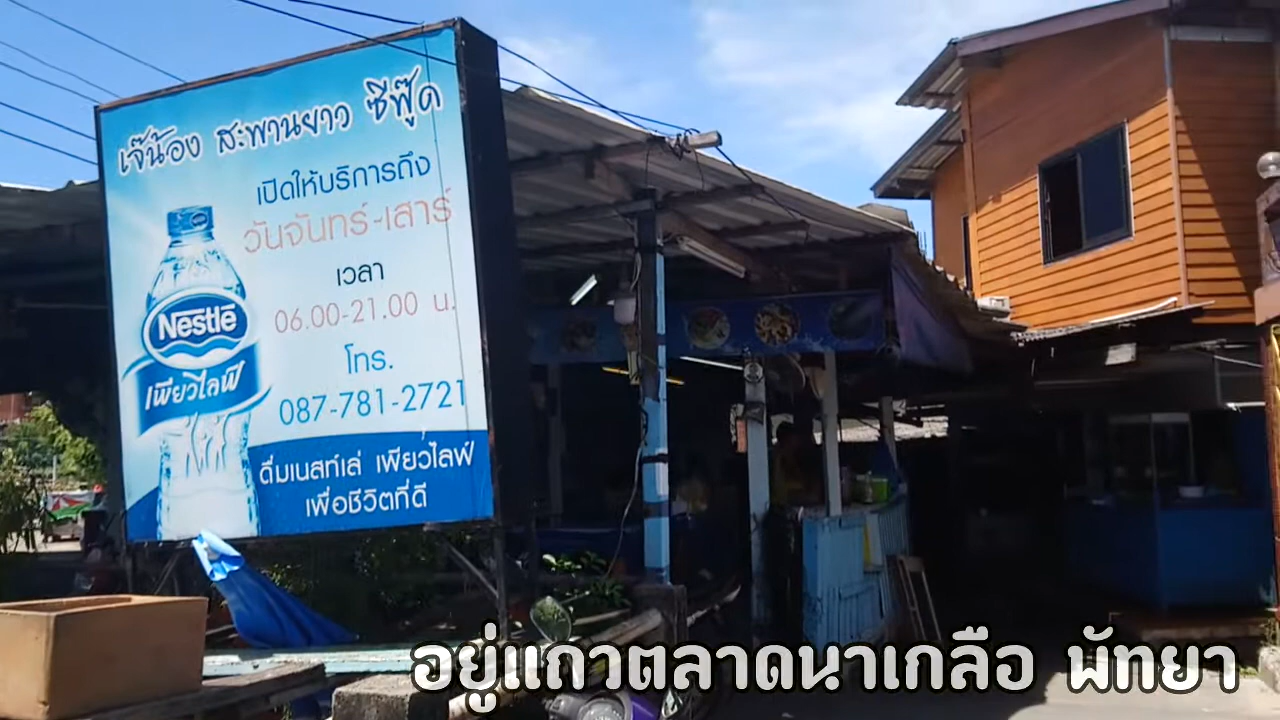 เจ๊น้อง สะพานยาว ซีฟู๊ด
เปิดให้บริการถึง
วันจันทร์-เสาร์
เวลา
06.00-21.00 น.
โทร.
087-781-2721
Nestlé
เพียวไลฟ์
ดื่มเนสท์เล่ เพียวไลฟ์
เพื่อชีวิตที่ดี
อยู่แถวตลาดนาเกลือ พัทยา